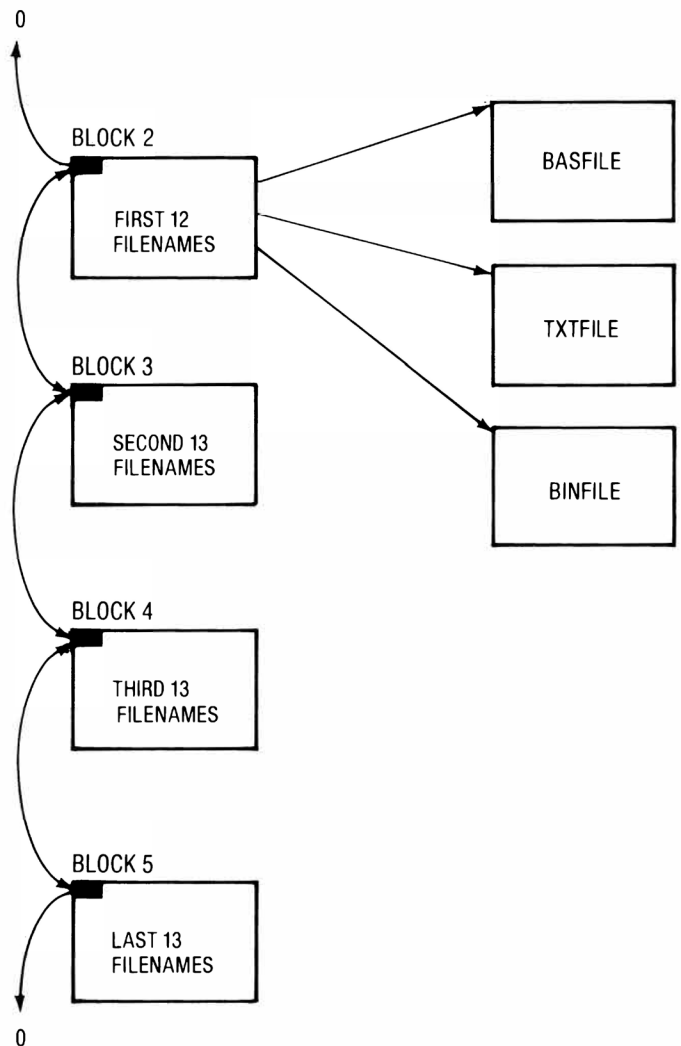 0
BLOCK 2
FIRST 12
FILENAMES
BASFILE
TXTFILE
BINFILE
BLOCK 3
SECOND 13
FILENAMES
BLOCK 4
THIRD 13
FILENAMES
BLOCK 5
LAST 13
FILENAMES
0